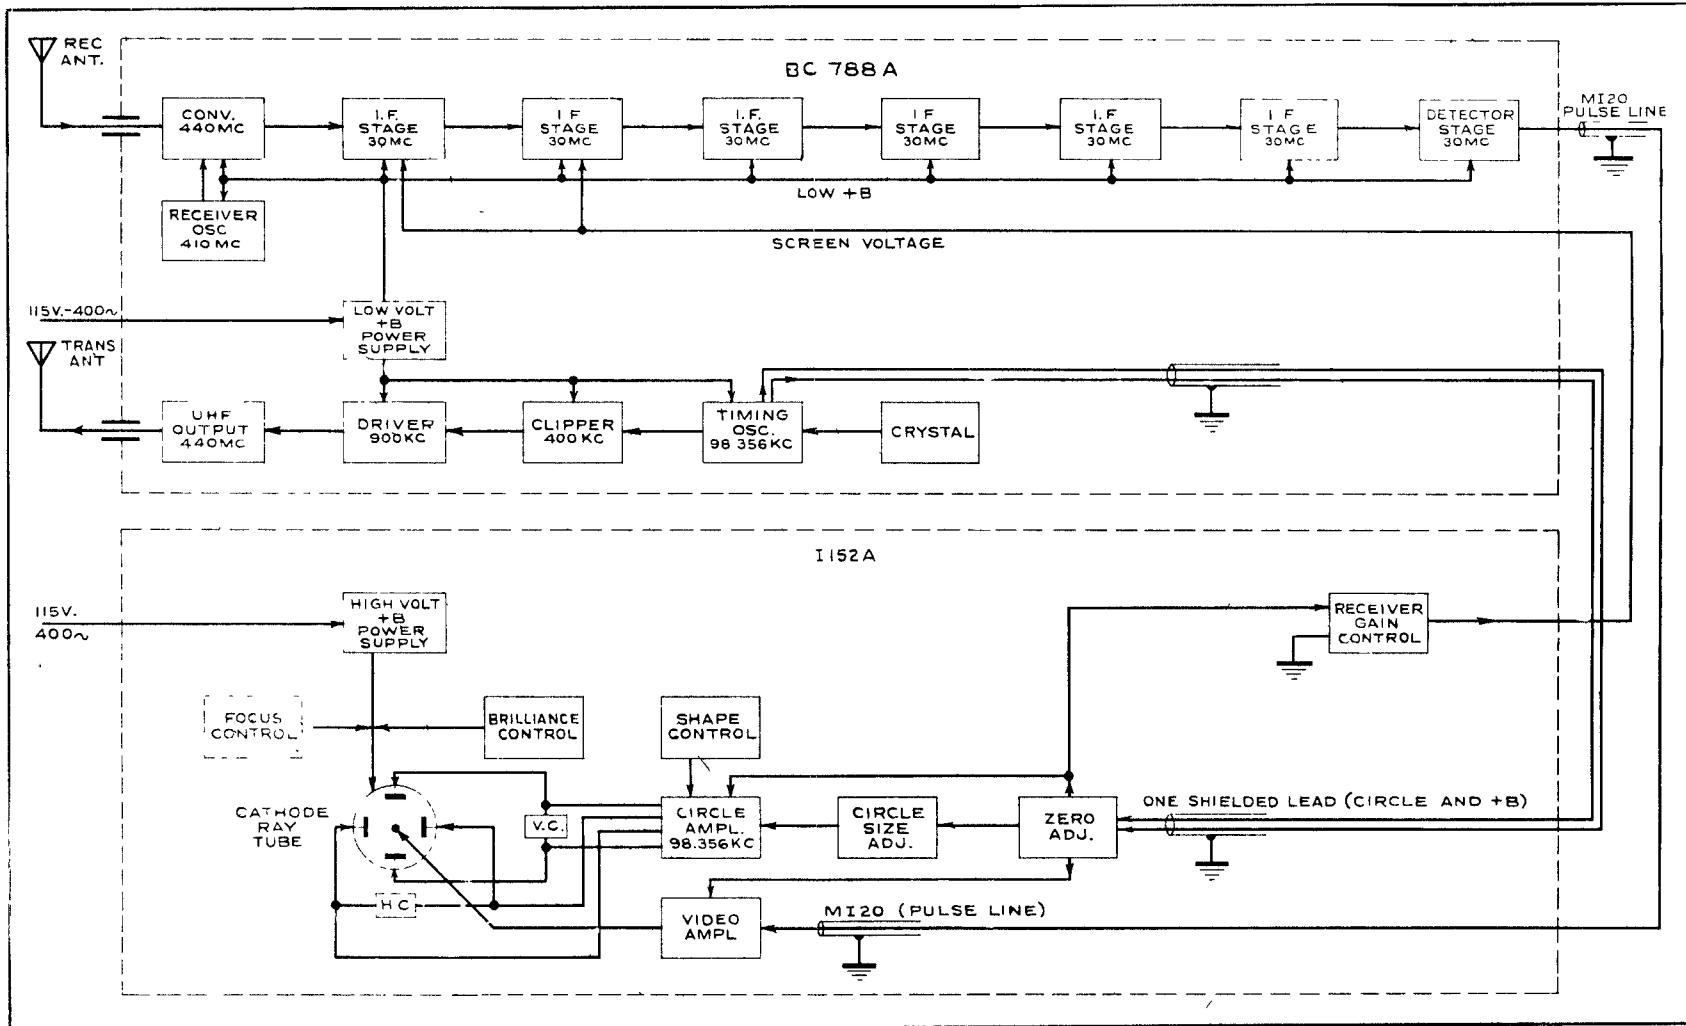 REC
ANT.
BC 788A
CONV.
440MC
I.F.
STAGE
30MC
I F
STAGE
30MC
I.F.
STAGE
30MC
I F
STAGE
30MC
I.F
STAGE
30MC
I F
STAGE
30MC
DETECTOR
STAGE
30MC
MI20
PULSE LINE
LOW +B
RECEIVER
OSC
410MC
SCREEN VOLTAGE
115V.-400~
LOW VOLT
+B
POWER
SUPPLY
TRANS
ANT
UHF
OUTPUT
440MC
DRIVER
900KC
CLIPPER
400KC
TIMING
OSC.
98 356KC
CRYSTAL
I152A
115V.
400~
HIGH VOLT
+B
POWER
SUPPLY
RECEIVER
GAIN
CONTROL
FOCUS
CONTROL
BRILLIANCE
CONTROL
SHAPE
CONTROL
CATHODE
RAY
TUBE
V.C.
CIRCLE
AMPL.
98.356KC
CIRCLE
SIZE
ADJ.
ZERO
ADJ.
ONE SHIELDED LEAD (CIRCLE AND +B)
H C
VIDEO
AMPL
MI20 (PULSE LINE)